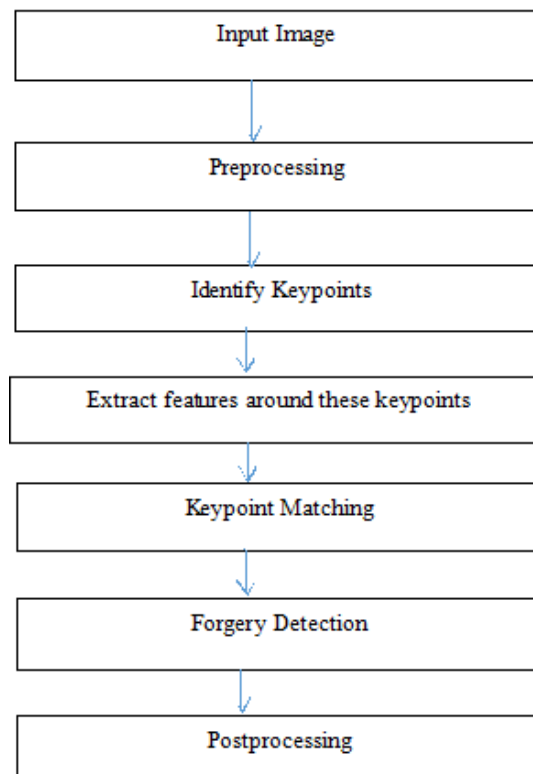 Input Image
Preprocessing
Identify Keypoints
Extract features around these keypoints
Keypoint Matching
Forgery Detection
Postprocessing